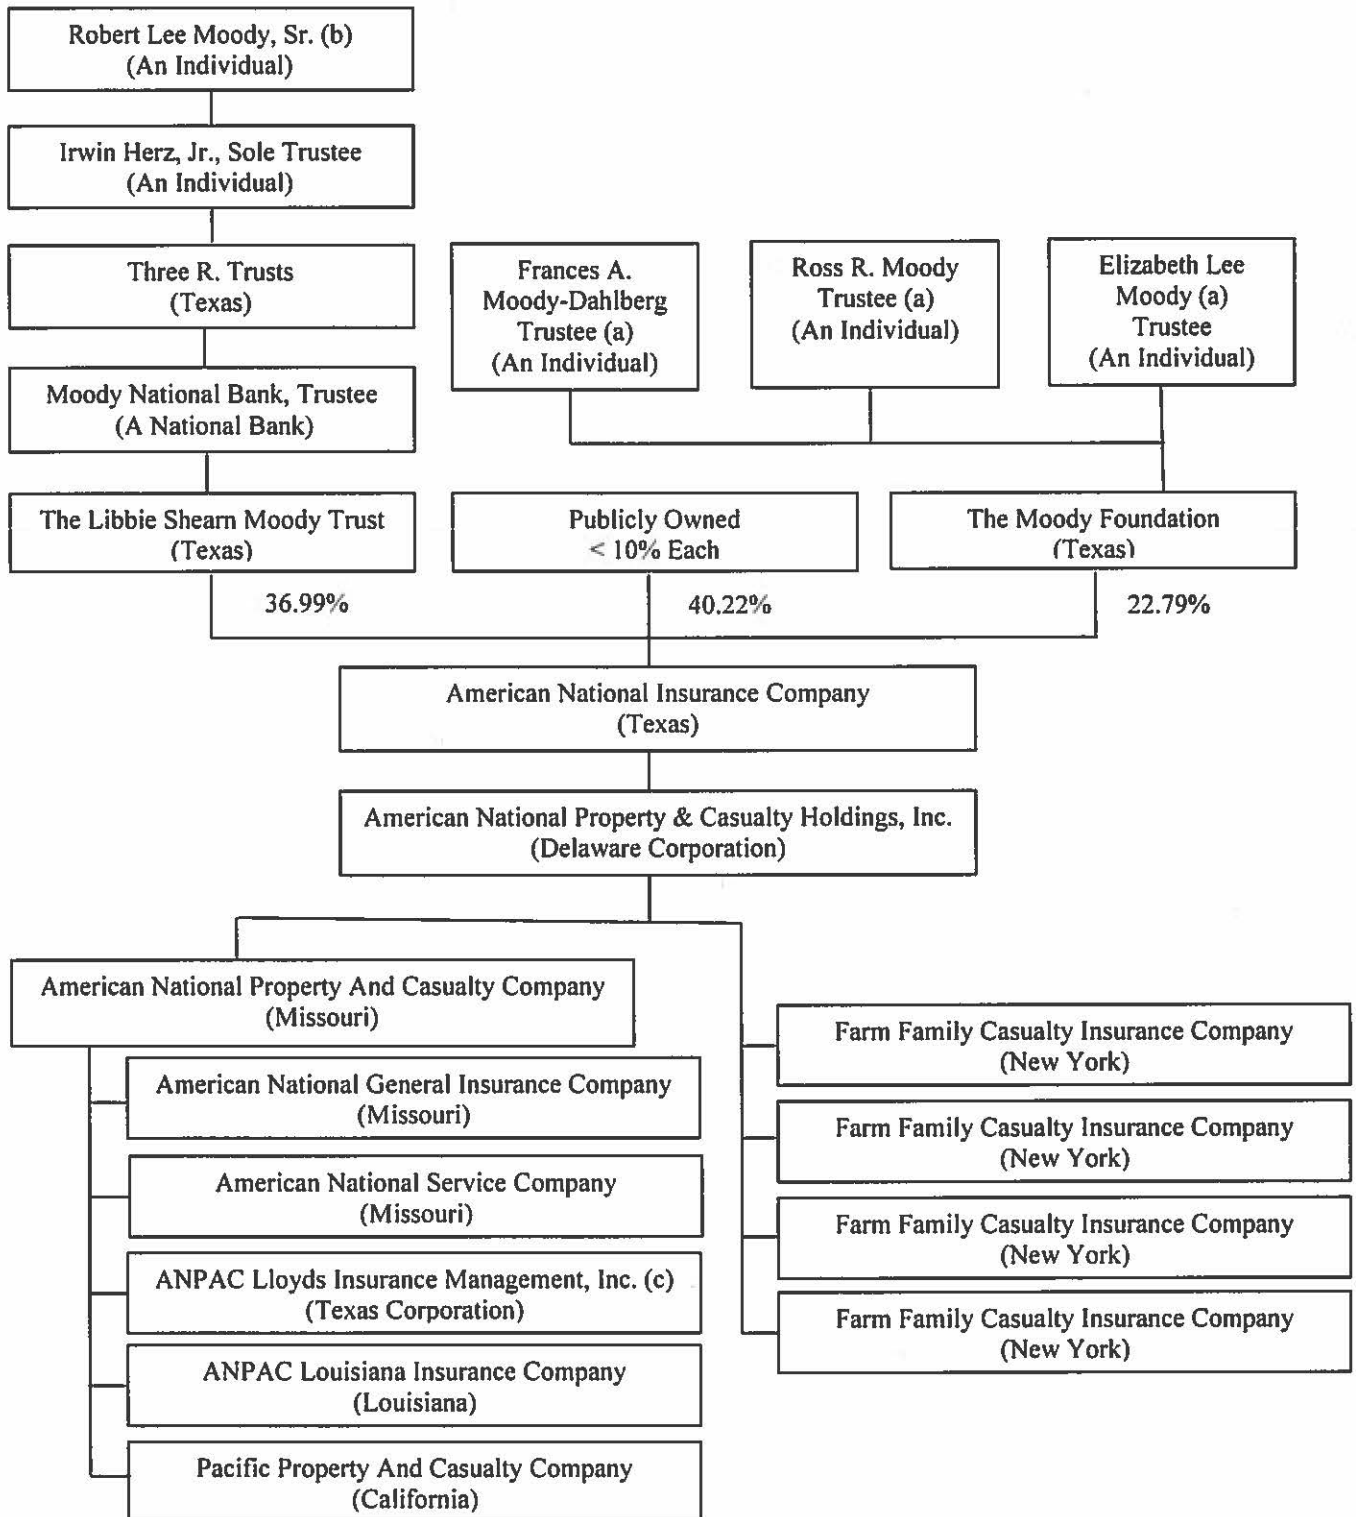 Robert Lee Moody, Sr. (b)
(An Individual)
Irwin Herz, Jr., Sole Trustee
(An Individual)
Three R. Trusts
(Texas)
Moody National Bank, Trustee
(A National Bank)
Frances A.
Moody-Dahlberg
Trustee (a)
(An Individual)
Ross R. Moody
Trustee (a)
(An Individual)
Elizabeth Lee
Moody (a)
Trustee
(An Individual)
The Libbie Shearn Moody Trust
(Texas)
Publicly Owned
< 10% Each
The Moody Foundation
(Texas)
36.99%
40.22%
22.79%
American National Insurance Company
(Texas)
American National Property & Casualty Holdings, Inc.
(Delaware Corporation)
American National Property And Casualty Company
(Missouri)
American National General Insurance Company
(Missouri)
American National Service Company
(Missouri)
ANPAC Lloyds Insurance Management, Inc. (c)
(Texas Corporation)
ANPAC Louisiana Insurance Company
(Louisiana)
Pacific Property And Casualty Company
(California)
Farm Family Casualty Insurance Company
(New York)
Farm Family Casualty Insurance Company
(New York)
Farm Family Casualty Insurance Company
(New York)
Farm Family Casualty Insurance Company
(New York)